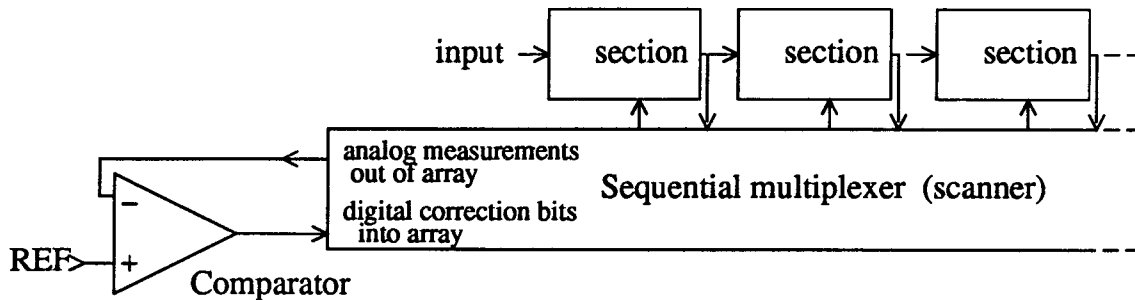 input section section section
analog measurements
out of array
Sequential multiplexer (scanner)
−
digital correction bits
into array
REF
+
Comparator